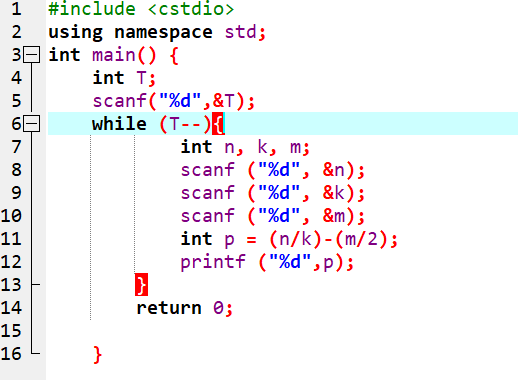 1 #include <cstdio>
2 using namespace std;
3 int main() {
4 int T;
5 scanf("%d",&T);
6 while (T--){
7 int n, k, m;
8 scanf ("%d", &n);
9 scanf ("%d", &k);
10 scanf ("%d", &m);
11 int p = (n/k)-(m/2);
12 printf ("%d",p);
13 }
14 return 0;
15
16 }